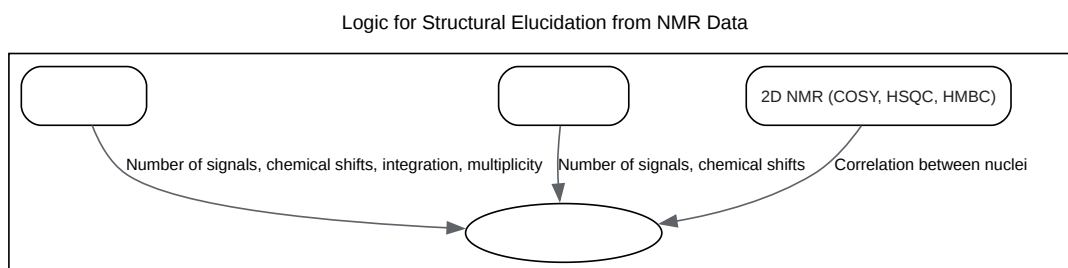 Logic for Structural Elucidation from NMR Data
2D NMR (COSY, HSQC, HMBC)
Number of signals, chemical shifts, integration, multiplicity
Number of signals, chemical shifts
Correlation between nuclei